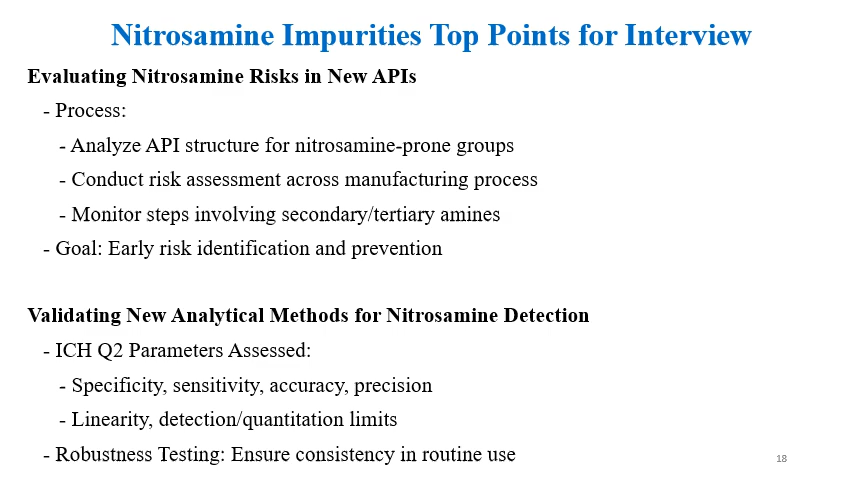 Nitrosamine Impurities Top Points for Interview
Evaluating Nitrosamine Risks in New APIs
- Process:
- Analyze API structure for nitrosamine-prone groups
- Conduct risk assessment across manufacturing process
- Monitor steps involving secondary/tertiary amines
- Goal: Early risk identification and prevention
Validating New Analytical Methods for Nitrosamine Detection
- ICH Q2 Parameters Assessed:
- Specificity, sensitivity, accuracy, precision
- Linearity, detection/quantitation limits
- Robustness Testing: Ensure consistency in routine use
18